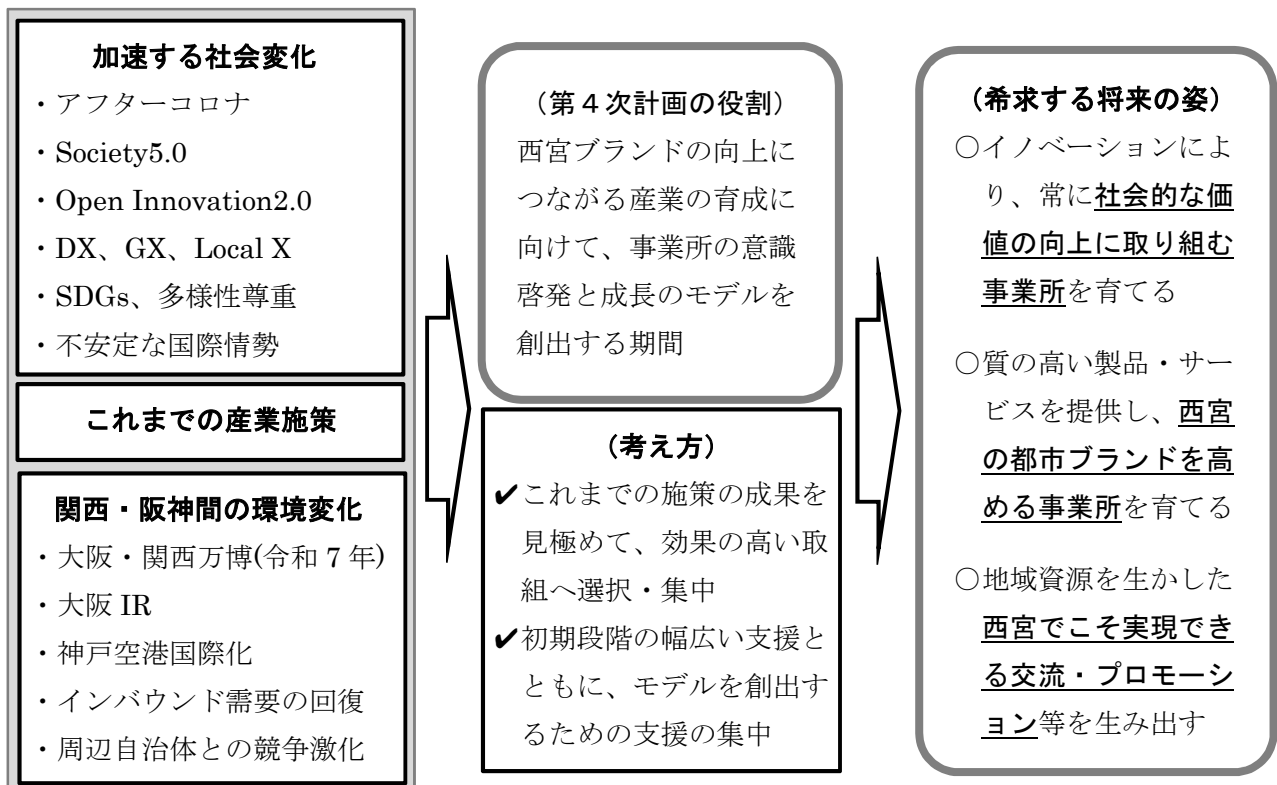 加速する社会変化
・アフターコロナ
・Society5.0
・Open Innovation2.0
・DX、GX、Local X
・SDGs、多様性尊重
・不安定な国際情勢
これまでの産業施策
関西・阪神間の環境変化
・大阪・関西万博(令和 7 年)
・大阪 IR
・神戸空港国際化
・インバウンド需要の回復
・周辺自治体との競争激化
（第４次計画の役割）
西宮ブランドの向上に
つながる産業の育成に
向けて、事業所の意識
啓発と成長のモデルを
創出する期間
（考え方）
✔これまでの施策の成果を
見極めて、効果の高い取
組へ選択・集中
✔初期段階の幅広い支援と
ともに、モデルを創出す
るための支援の集中
（希求する将来の姿）
○イノベーションによ
り、常に社会的な価
値の向上に取り組む
事業所を育てる
○質の高い製品・サー
ビスを提供し、西宮
の都市ブランドを高
める事業所を育てる
○地域資源を生かした
西宮でこそ実現でき
る交流・プロモーシ
ョン等を生み出す